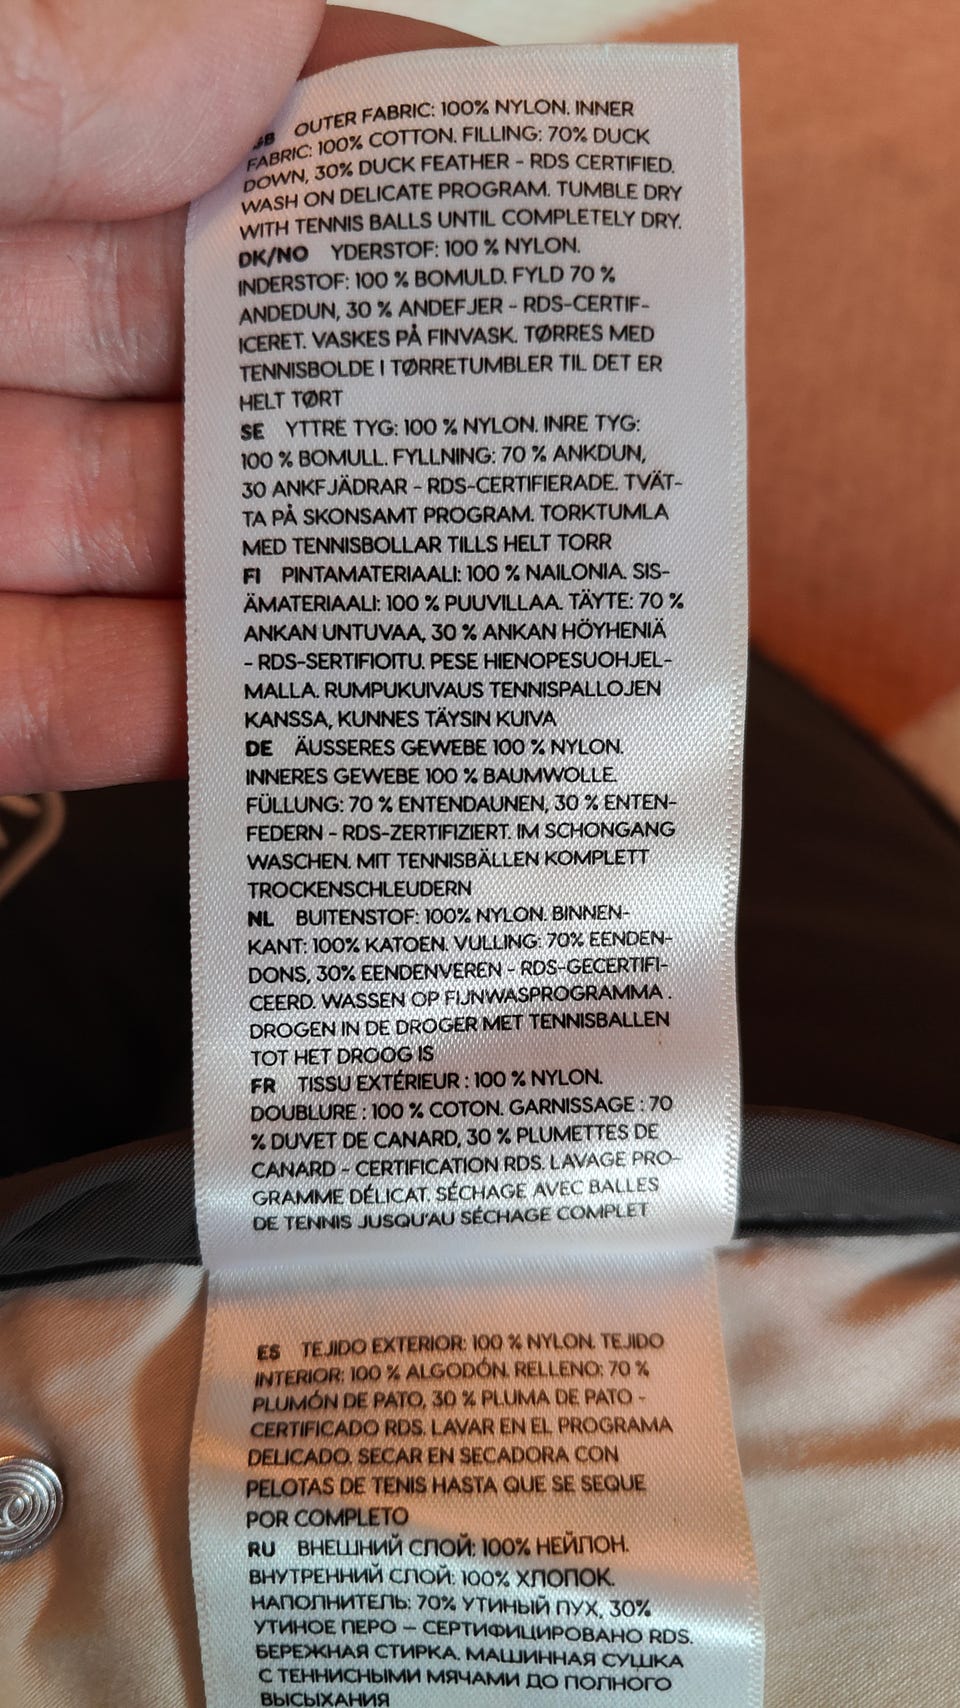 GB OUTER FABRIC: 100% NYLON. INNER
FABRIC: 100% COTTON. FILLING: 70% DUCK
DOWN, 30% DUCK FEATHER - RDS CERTIFIED.
WASH ON DELICATE PROGRAM. TUMBLE DRY
WITH TENNIS BALLS UNTIL COMPLETELY DRY.
DK/NO YDERSTOF: 100 % NYLON.
INDERSTOF: 100 % BOMULD. FYLD 70 %
ANDEDUN, 30 % ANDEFJER - RDS-CERTIF-
ICERET. VASKES PÅ FINVASK. TØRRES MED
TENNISBOLDE I TØRRETUMBLER TIL DET ER
HELT TØRT
SE YTTRE TYG: 100 % NYLON. INRE TYG:
100 % BOMULL. FYLLNING: 70 % ANKDUN,
30 ANKFJÄDRAR - RDS-CERTIFIERADE. TVÄT-
TA PÅ SKONSAMT PROGRAM. TORKTUMLA
MED TENNISBOLLAR TILLS HELT TORR
FI PINTAMATERIAALI: 100 % NAILONIA. SIS-
ÄMATERIAALI: 100 % PUUVILLAA. TÄYTE: 70 %
ANKAN UNTUVAA, 30 % ANKAN HÖYHENIÄ
- RDS-SERTIFIOITU. PESE HIENOPESUOHJEL-
MALLA. RUMPUKUIVAUS TENNISPALLOJEN
KANSSA, KUNNES TÄYSIN KUIVA
DE ÄUSSERES GEWEBE 100 % NYLON.
INNERES GEWEBE 100 % BAUMWOLLE.
FÜLLUNG: 70 % ENTENDAUNEN, 30 % ENTEN-
FEDERN - RDS-ZERTIFIZIERT. IM SCHONGANG
WASCHEN. MIT TENNISBÄLLEN KOMPLETT
TROCKENSCHLEUDERN
NL BUITENSTOF: 100% NYLON. BINNEN-
KANT: 100% KATOEN. VULLING: 70% EENDEN-
DONS, 30% EENDENVEREN - RDS-GECERTIFI-
CEERD. WASSEN OP FIJNWASPROGRAMMA .
DROGEN IN DE DROGER MET TENNISBALLEN
TOT HET DROOG IS
FR TISSU EXTÉRIEUR : 100 % NYLON.
DOUBLURE : 100 % COTON. GARNISSAGE : 70
% DUVET DE CANARD, 30 % PLUMETTES DE
CANARD - CERTIFICATION RDS. LAVAGE PRO-
GRAMME DÉLICAT. SÉCHAGE AVEC BALLES
DE TENNIS JUSQU'AU SÉCHAGE COMPLET
ES TEJIDO EXTERIOR: 100 % NYLON. TEJIDO
INTERIOR: 100 % ALGODÓN. RELLENO: 70 %
PLUMÓN DE PATO, 30 % PLUMA DE PATO -
CERTIFICADO RDS. LAVAR EN EL PROGRAMA
DELICADO. SECAR EN SECADORA CON
PELOTAS DE TENIS HASTA QUE SE SEQUE
POR COMPLETO
RU ВНЕШНИЙ СЛОЙ: 100% НЕЙЛОН.
ВНУТРЕННИЙ СЛОЙ: 100% ХЛОПОК.
НАПОЛНИТЕЛЬ: 70% УТИНЫЙ ПУХ, 30%
УТИНОЕ ПЕРО – СЕРТИФИЦИРОВАНО RDS.
БЕРЕЖНАЯ СТИРКА. МАШИННАЯ СУШКА
С ТЕННИСНЫМИ МЯЧАМИ ДО ПОЛНОГО
ВЫСЫХАНИЯ